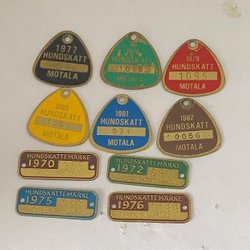 1977
HUNDSKATT
MOTALA
HUNDSKATT
MOTALA
1979
HUNDSKATT
1095
MOTALA
1980
HUNDSKATT
MOTALA
1981
HUNDSKATT
071
MOTALA
1982
HUNDSKATT
0056
MOTALA
HUNDSKATTEMÄRKE
1970
HUNDSKATTEMÄRKE
1972
HUNDSKATTEMÄRKE
1975
HUNDSKATTEMÄRKE
1976